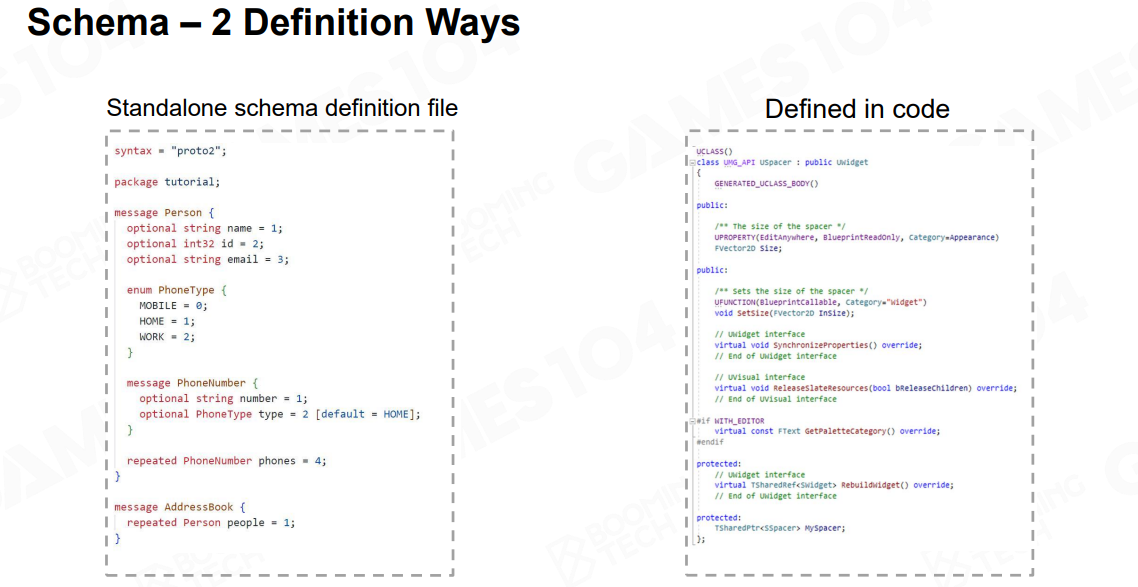 Schema – 2 Definition Ways
Standalone schema definition file
syntax = "proto2";
package tutorial;
message Person {
optional string name = 1;
optional int32 id = 2;
optional string email = 3;
enum PhoneType {
MOBILE = 0;
HOME = 1;
WORK = 2;
}
message PhoneNumber {
optional string number = 1;
optional PhoneType type = 2 [default = HOME];
}
repeated PhoneNumber phones = 4;
}
message AddressBook {
repeated Person people = 1;
}
Defined in code
UCLASS()
class UMG_API USpacer : public UWidget
{
GENERATED_UCLASS_BODY()
public:
/** The size of the spacer */
UPROPERTY(EditAnywhere, BlueprintReadOnly, Category=Appearance)
FVector2D Size;
public:
/** Sets the size of the spacer */
UFUNCTION(BlueprintCallable, Category="Widget")
void SetSize(FVector2D InSize);
// UWidget interface
virtual void SynchronizeProperties() override;
// End of UWidget interface
// UVisual interface
virtual void ReleaseSlateResources(bool bReleaseChildren) override;
// End of UVisual interface
#if WITH_EDITOR
virtual const FText GetPaletteCategory() override;
#endif
protected:
// UWidget interface
virtual TSharedRef<SWidget> RebuildWidget() override;
// End of UWidget interface
protected:
TSharedPtr<SSpacer> MySpacer;
};
GAMES104
BOOMING
TECH